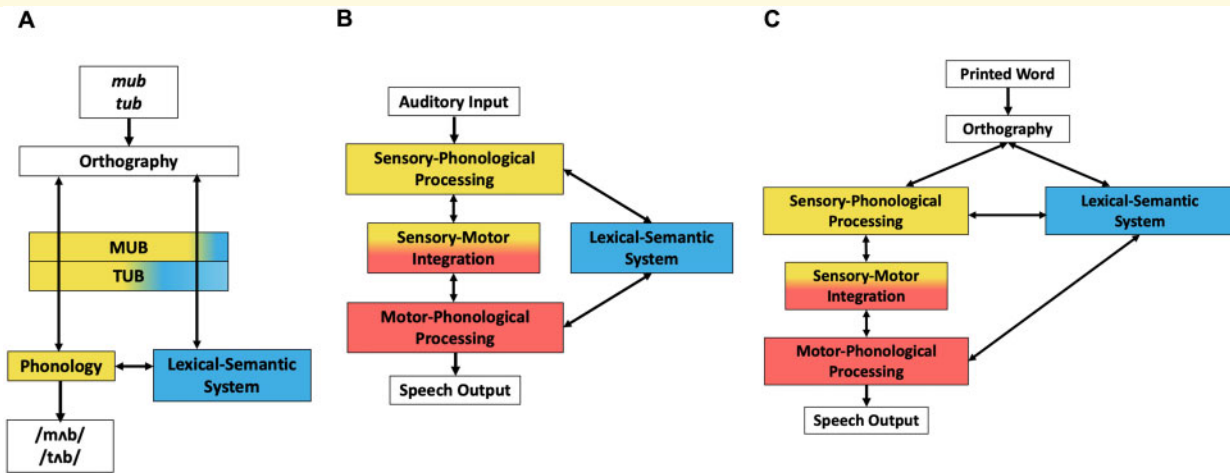 A
mub
tub
Orthography
MUB
TUB
Phonology
Lexical-Semantic
System
/mʌb/
/tʌb/
B
Auditory Input
Sensory-Phonological
Processing
Sensory-Motor
Integration
Lexical-Semantic
System
Motor-Phonological
Processing
Speech Output
C
Printed Word
Orthography
Sensory-Phonological
Processing
Lexical-Semantic
System
Sensory-Motor
Integration
Motor-Phonological
Processing
Speech Output